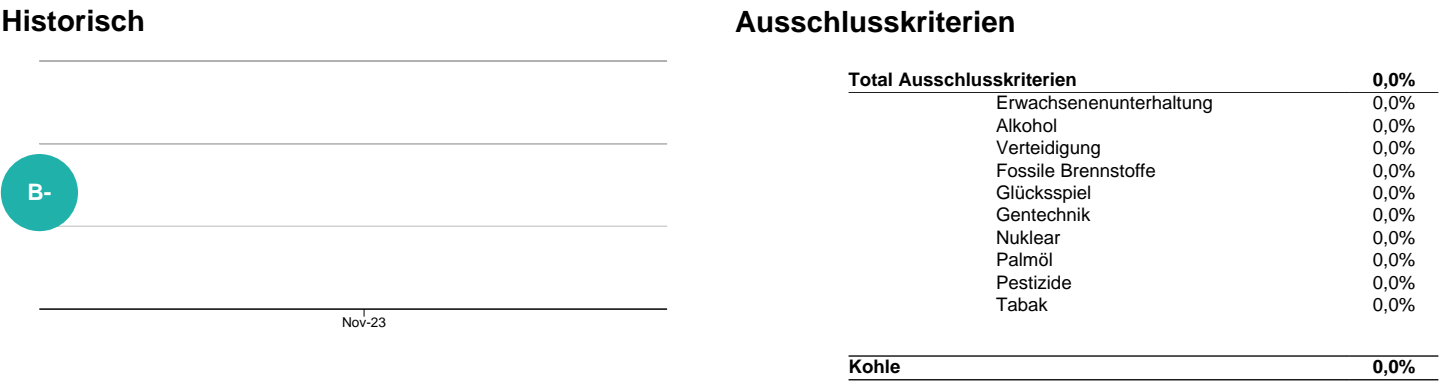 Historisch
B-
Nov-23
Ausschlusskriterien
Total Ausschlusskriterien 0,0%
Erwachsenenunterhaltung 0,0%
Alkohol 0,0%
Verteidigung 0,0%
Fossile Brennstoffe 0,0%
Glücksspiel 0,0%
Gentechnik 0,0%
Nuklear 0,0%
Palmöl 0,0%
Pestizide 0,0%
Tabak 0,0%
Kohle 0,0%